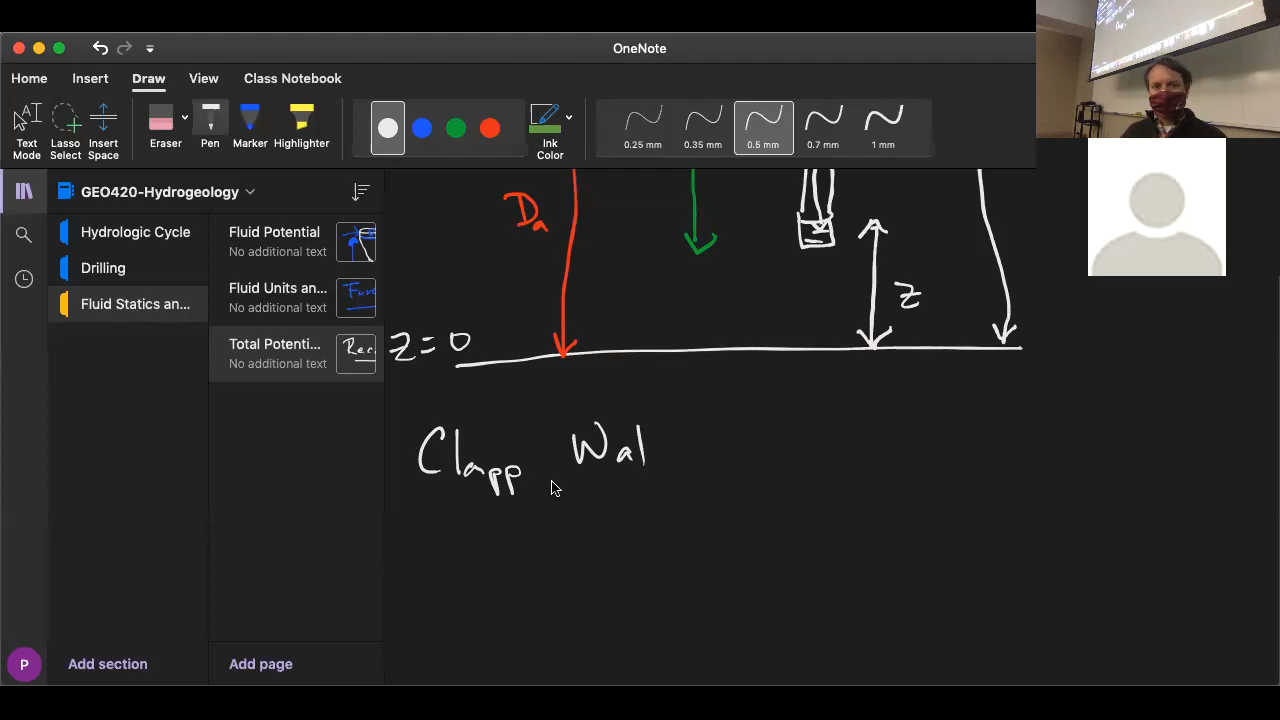 OneNote
Home Insert Draw View Class Notebook
Text Mode
Lasso Select
Insert Space
Eraser
Pen
Marker
Highlighter
Ink Color
0.25 mm
0.35 mm
0.5 mm
0.7 mm
1 mm
GEO420-Hydrogeology
Hydrologic Cycle
Drilling
Fluid Statics an...
Fluid Potential
No additional text
Fluid Units an...
No additional text
Total Potenti...
No additional text
Rec
Da
z
z = 0
Clapp Wal
P
Add section
Add page